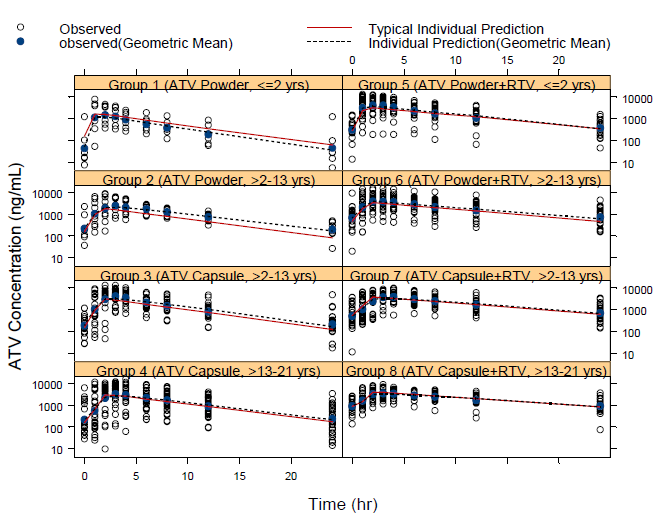 Observed
Typical Individual Prediction
observed(Geometric Mean)
Individual Prediction(Geometric Mean)
0 5 10 15 20
Group 1 (ATV Powder, <=2 yrs)
Group 5 (ATV Powder+RTV, <=2 yrs)
10000
1000
100
10
Group 2 (ATV Powder, >2-13 yrs)
Group 6 (ATV Powder+RTV, >2-13 yrs)
10000
1000
100
10
Group 3 (ATV Capsule, >2-13 yrs)
Group 7 (ATV Capsule+RTV, >2-13 yrs)
10000
1000
100
10
Group 4 (ATV Capsule, >13-21 yrs)
Group 8 (ATV Capsule+RTV, >13-21 yrs)
10000
1000
100
10
0 5 10 15 20
ATV Concentration (ng/mL)
Time (hr)